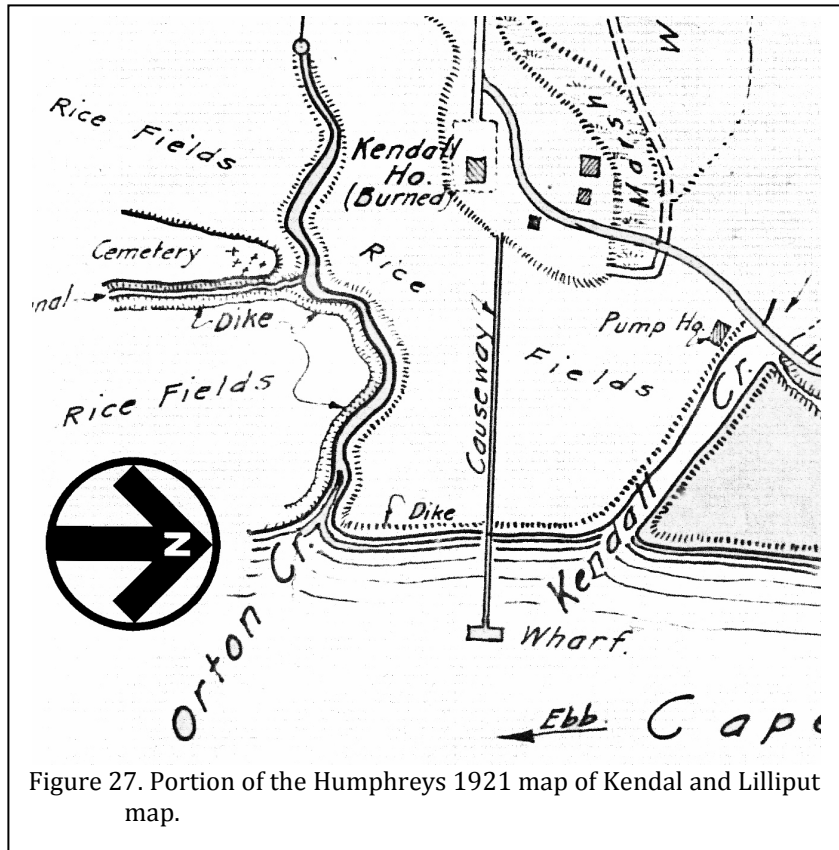 Rice Fields
Kendall
Ho.
(Burned)
Marsh
W
Cemetery
Rice
Fields
nal
Dike
Pump Ho.
Rice Fields
Causeway
Kendall Cr.
Dike
N
Orton Cr.
Wharf.
Ebb.
Cape
Figure 27. Portion of the Humphreys 1921 map of Kendal and Lilliput
map.